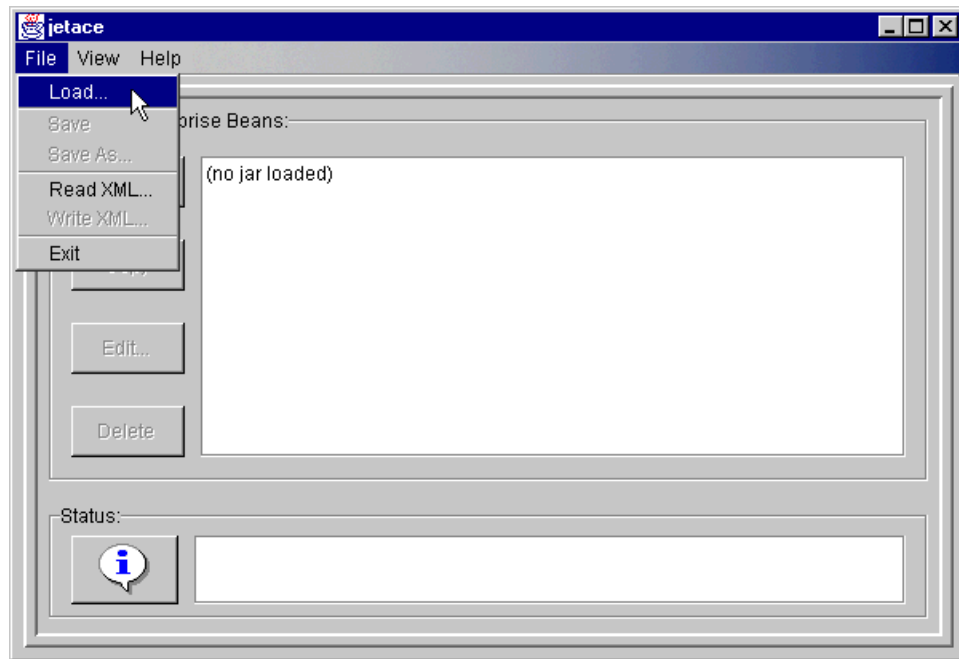 jetace
File View Help
Load...
Save
Save As...
Read XML...
Write XML...
Exit
prise Beans:
(no jar loaded)
Edit...
Delete
Status: